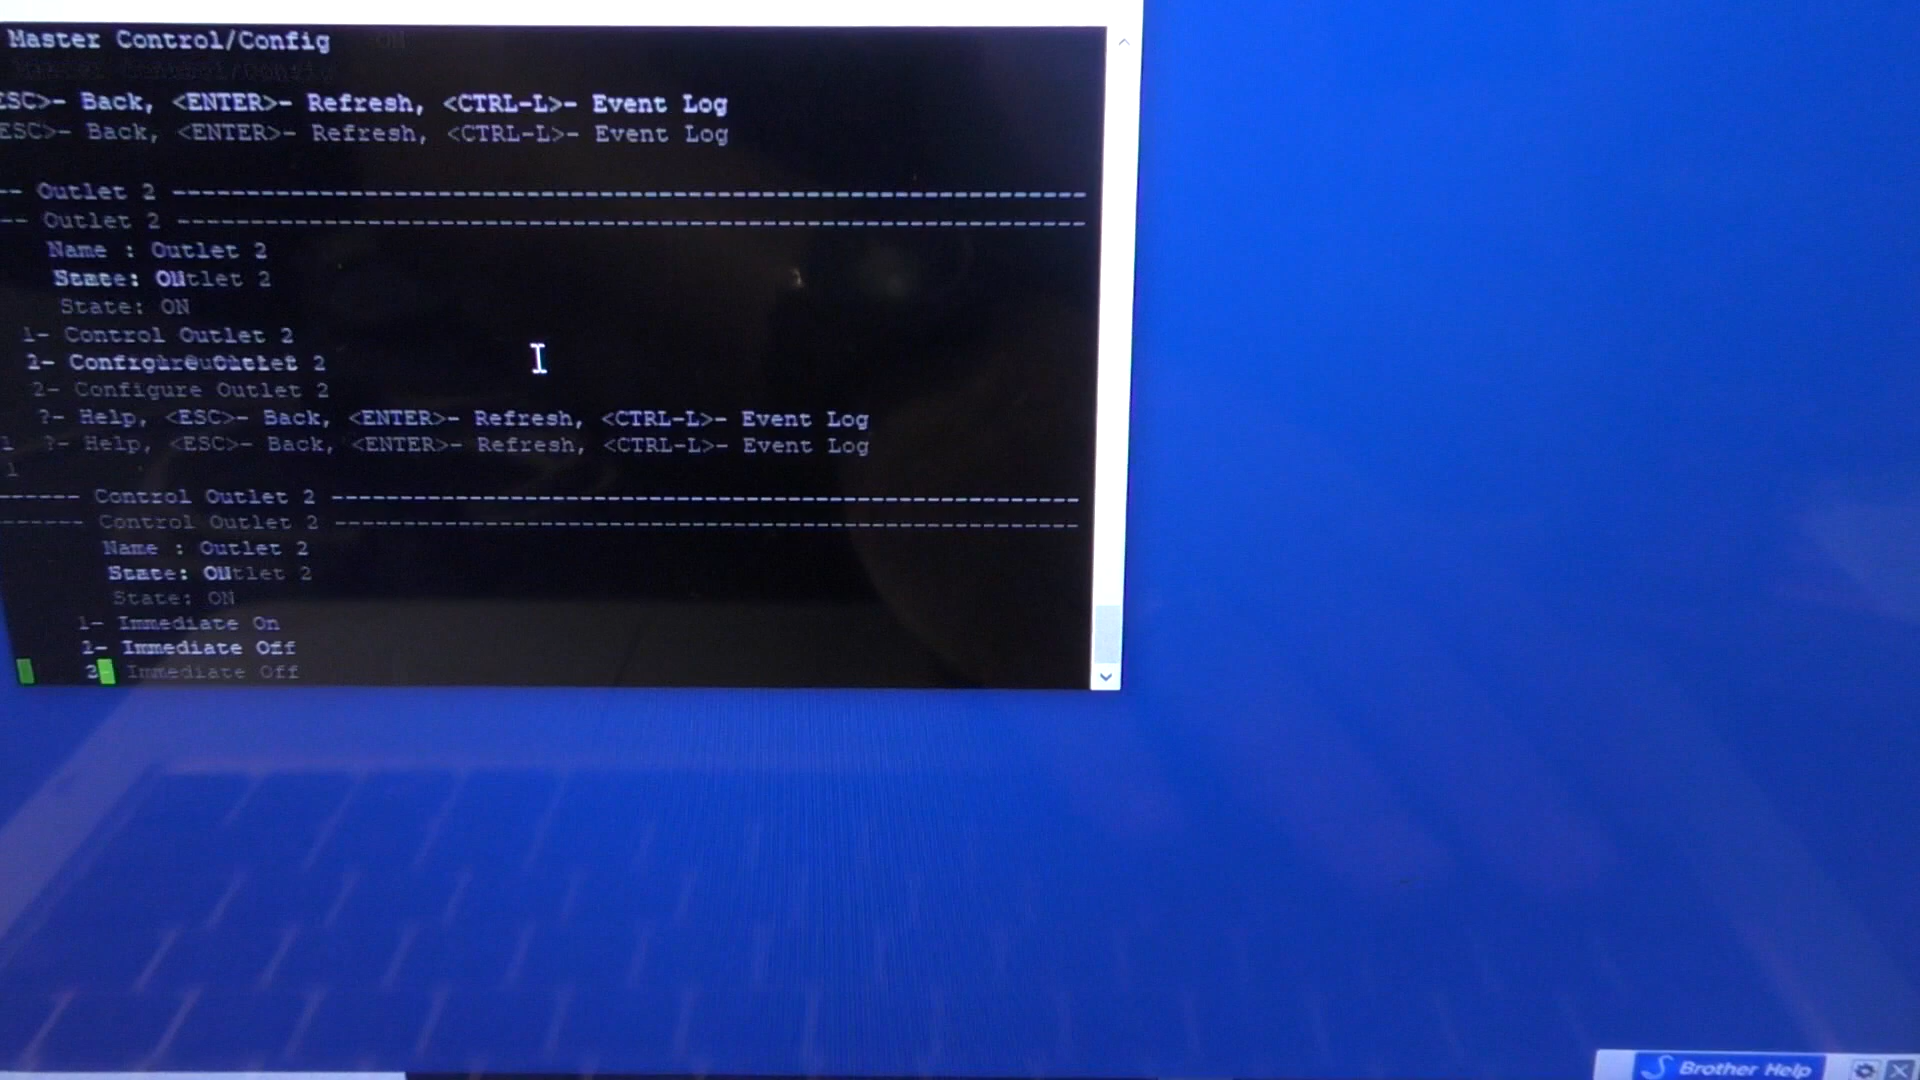 Master Control/Config
ESC>- Back, <ENTER>- Refresh, <CTRL-L>- Event Log
ESC>- Back, <ENTER>- Refresh, <CTRL-L>- Event Log
-- Outlet 2 --------------------------------------------------------------
-- Outlet 2 --------------------------------------------------------------
Name : Outlet 2
State: ON
State: ON
1- Control Outlet 2
2- Configure Outlet 2
2- Configure Outlet 2
?- Help, <ESC>- Back, <ENTER>- Refresh, <CTRL-L>- Event Log
1 ?- Help, <ESC>- Back, <ENTER>- Refresh, <CTRL-L>- Event Log
1
------ Control Outlet 2 ------------------------------------------------------
------ Control Outlet 2 ------------------------------------------------------
Name : Outlet 2
State: ON
State: ON
1- Immediate On
2- Immediate Off
2- Immediate Off
Brother Help